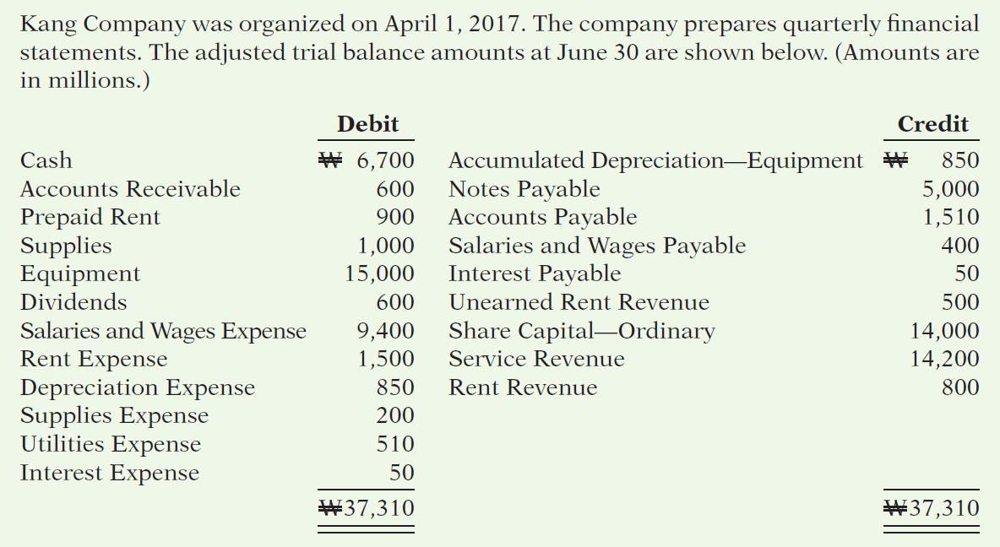 Kang Company was organized on April 1, 2017. The company prepares quarterly financial
statements. The adjusted trial balance amounts at June 30 are shown below. (Amounts are
in millions.)
Debit Credit
Cash ₩ 6,700 Accumulated Depreciation—Equipment ₩ 850
Accounts Receivable 600 Notes Payable 5,000
Prepaid Rent 900 Accounts Payable 1,510
Supplies 1,000 Salaries and Wages Payable 400
Equipment 15,000 Interest Payable 50
Dividends 600 Unearned Rent Revenue 500
Salaries and Wages Expense 9,400 Share Capital—Ordinary 14,000
Rent Expense 1,500 Service Revenue 14,200
Depreciation Expense 850 Rent Revenue 800
Supplies Expense 200
Utilities Expense 510
Interest Expense 50
₩37,310 ₩37,310